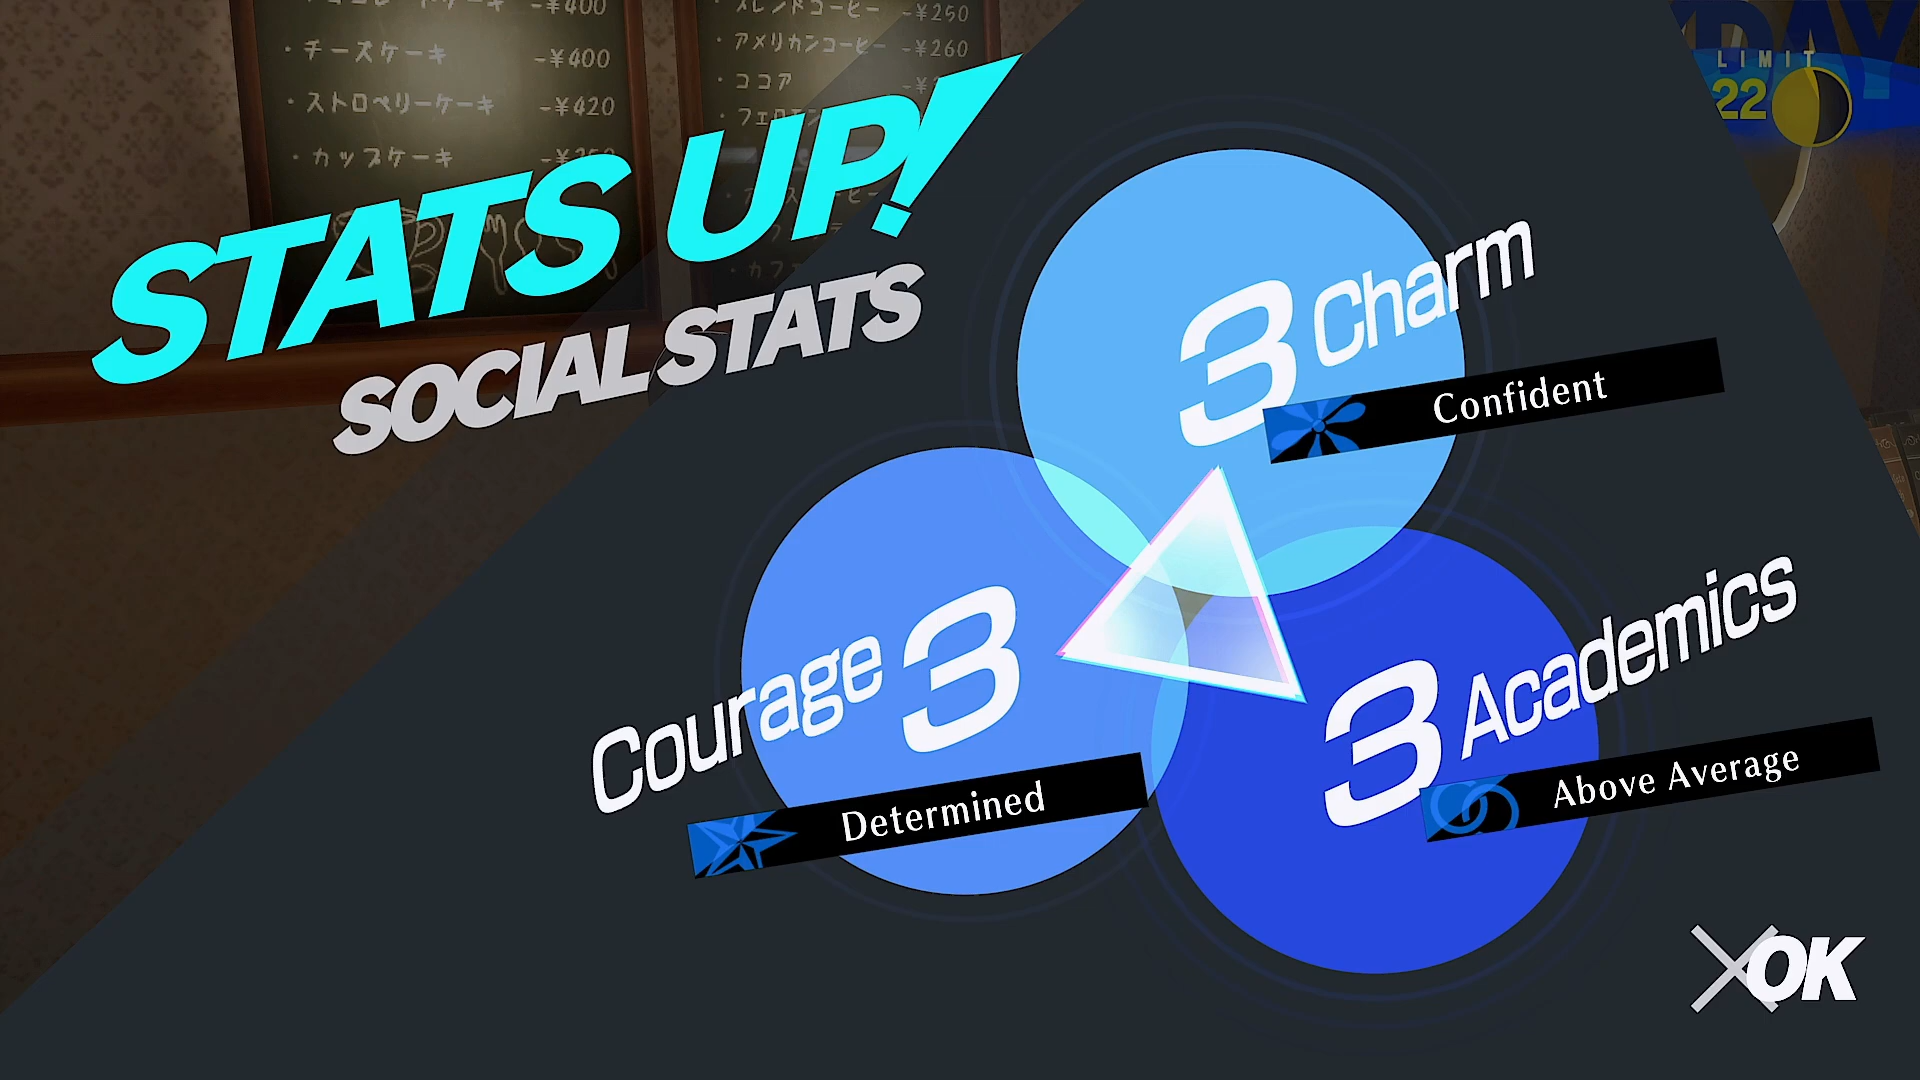 -¥400
・チーズケーキ -¥400
・ストロベリーケーキ -¥420
・カップケーキ
ブレンドコーヒー -¥250
・アメリカンコーヒー -¥260
・ココア
STATS UP!
SOCIAL STATS
DAY
LIMIT
22
3 Charm
Confident
Courage 3
Determined
3 Academics
Above Average
OK